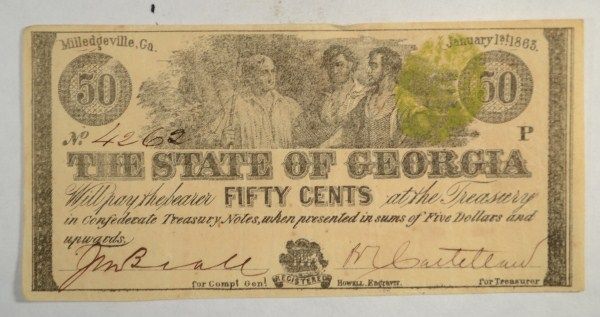 Milledgeville, Ga. January 1st 1863.
50 50
No 4262 P
THE STATE OF GEORGIA
Will pay the bearer FIFTY CENTS at the Treasury
in Confederate Treasury Notes, when presented in sums of Five Dollars and
upwards.
REGISTERED
for Compt Genl Howell, Engraver. for Treasurer